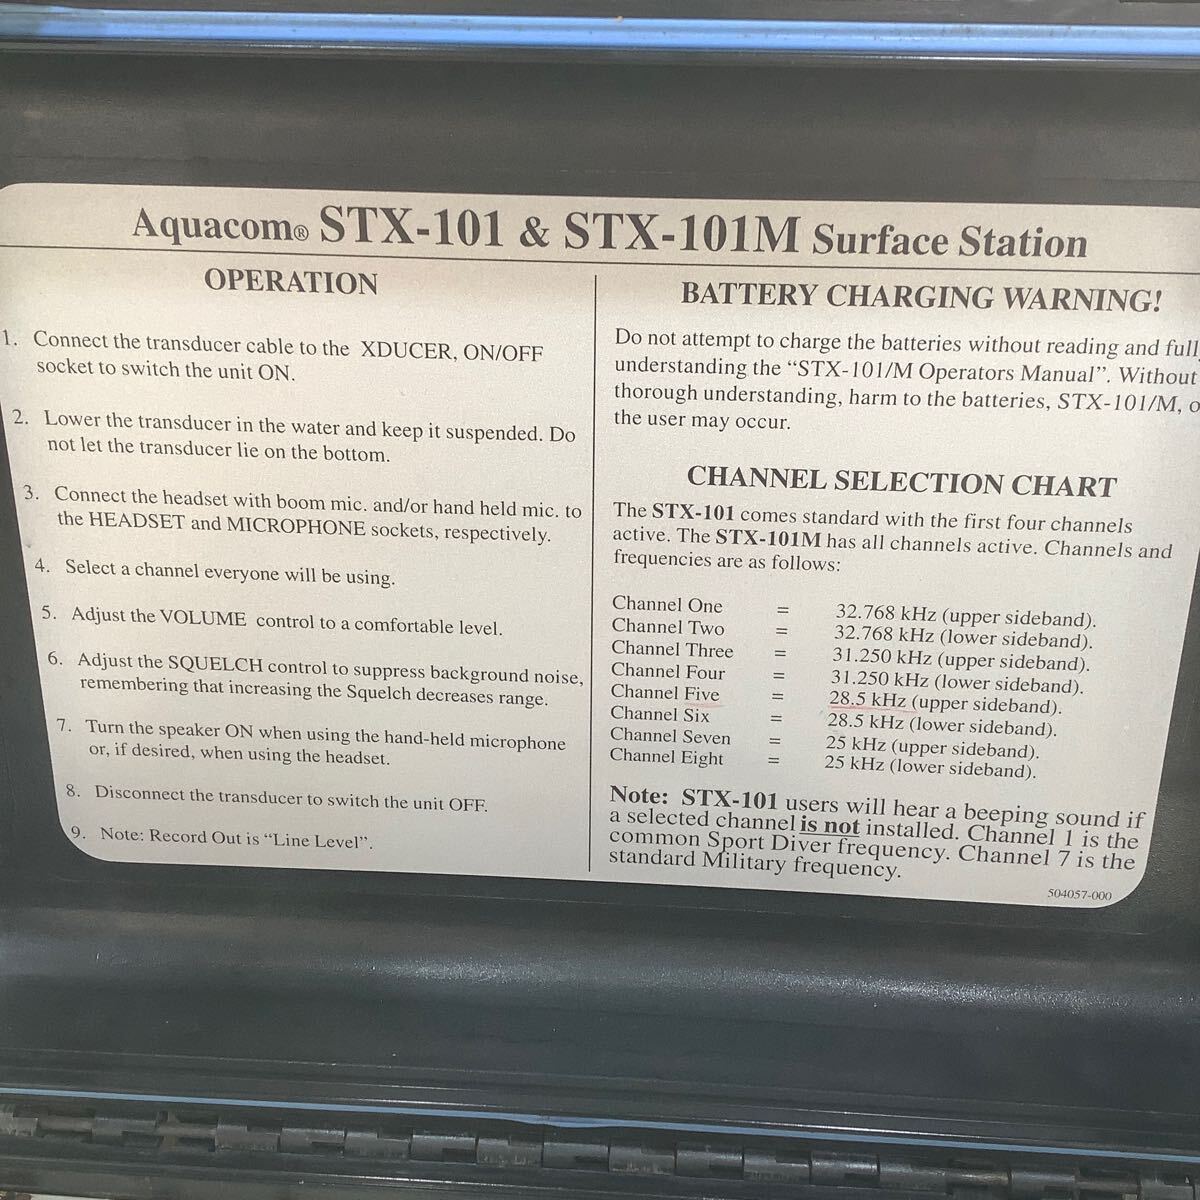 Aquacom® STX-101 & STX-101M Surface Station
OPERATION
1. Connect the transducer cable to the XDUCER, ON/OFF
socket to switch the unit ON.
2. Lower the transducer in the water and keep it suspended. Do
not let the transducer lie on the bottom.
3. Connect the headset with boom mic. and/or hand held mic. to
the HEADSET and MICROPHONE sockets, respectively.
4. Select a channel everyone will be using.
5. Adjust the VOLUME control to a comfortable level.
6. Adjust the SQUELCH control to suppress background noise,
remembering that increasing the Squelch decreases range.
7. Turn the speaker ON when using the hand-held microphone
or, if desired, when using the headset.
8. Disconnect the transducer to switch the unit OFF.
9. Note: Record Out is "Line Level".
BATTERY CHARGING WARNING!
Do not attempt to charge the batteries without reading and full
understanding the "STX-101/M Operators Manual". Without
thorough understanding, harm to the batteries, STX-101/M, o
the user may occur.
CHANNEL SELECTION CHART
The STX-101 comes standard with the first four channels
active. The STX-101M has all channels active. Channels and
frequencies are as follows:
Channel One = 32.768 kHz (upper sideband).
Channel Two = 32.768 kHz (lower sideband).
Channel Three = 31.250 kHz (upper sideband).
Channel Four = 31.250 kHz (lower sideband).
Channel Five = 28.5 kHz (upper sideband).
Channel Six = 28.5 kHz (lower sideband).
Channel Seven = 25 kHz (upper sideband).
Channel Eight = 25 kHz (lower sideband).
Note: STX-101 users will hear a beeping sound if
a selected channel is not installed. Channel 1 is the
common Sport Diver frequency. Channel 7 is the
standard Military frequency.
504057-000